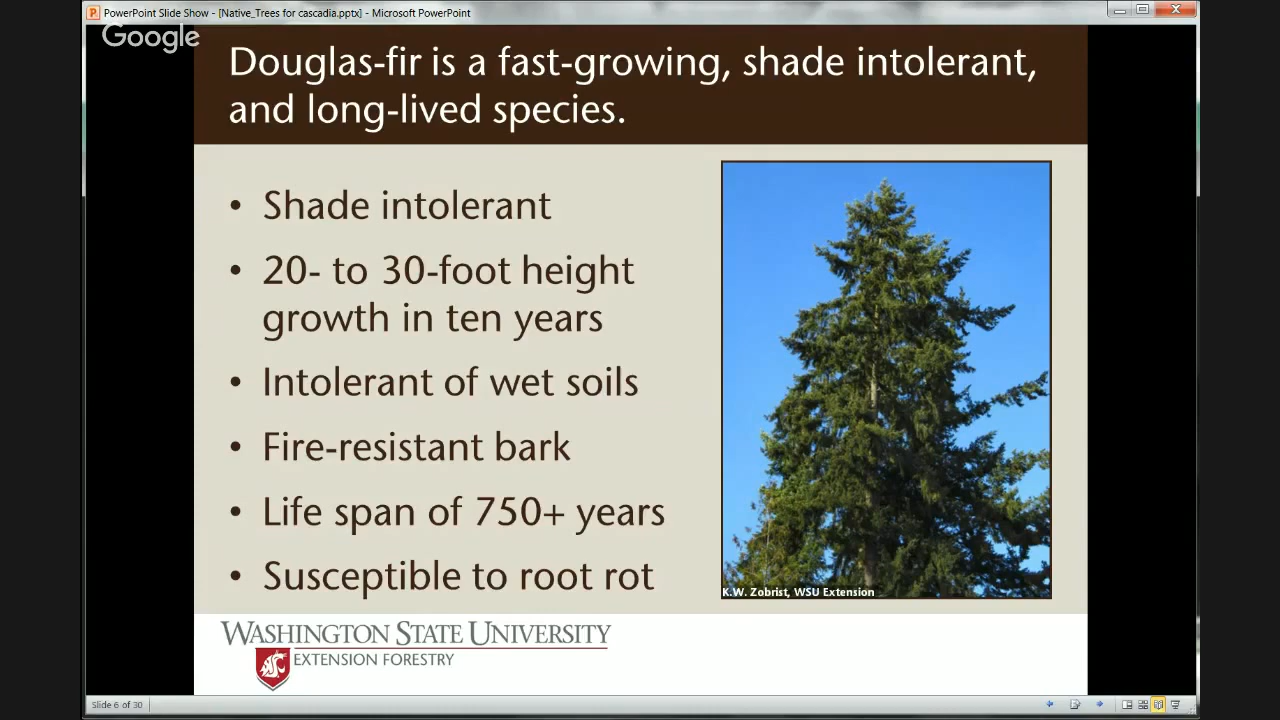 PowerPoint Slide Show - [Native_Trees for cascadia.pptx] - Microsoft PowerPoint
Google
Douglas-fir is a fast-growing, shade intolerant,
and long-lived species.
• Shade intolerant
• 20- to 30-foot height
growth in ten years
• Intolerant of wet soils
• Fire-resistant bark
• Life span of 750+ years
• Susceptible to root rot
K.W. Zobrist, WSU Extension
WASHINGTON STATE UNIVERSITY
EXTENSION FORESTRY
Slide 6 of 30